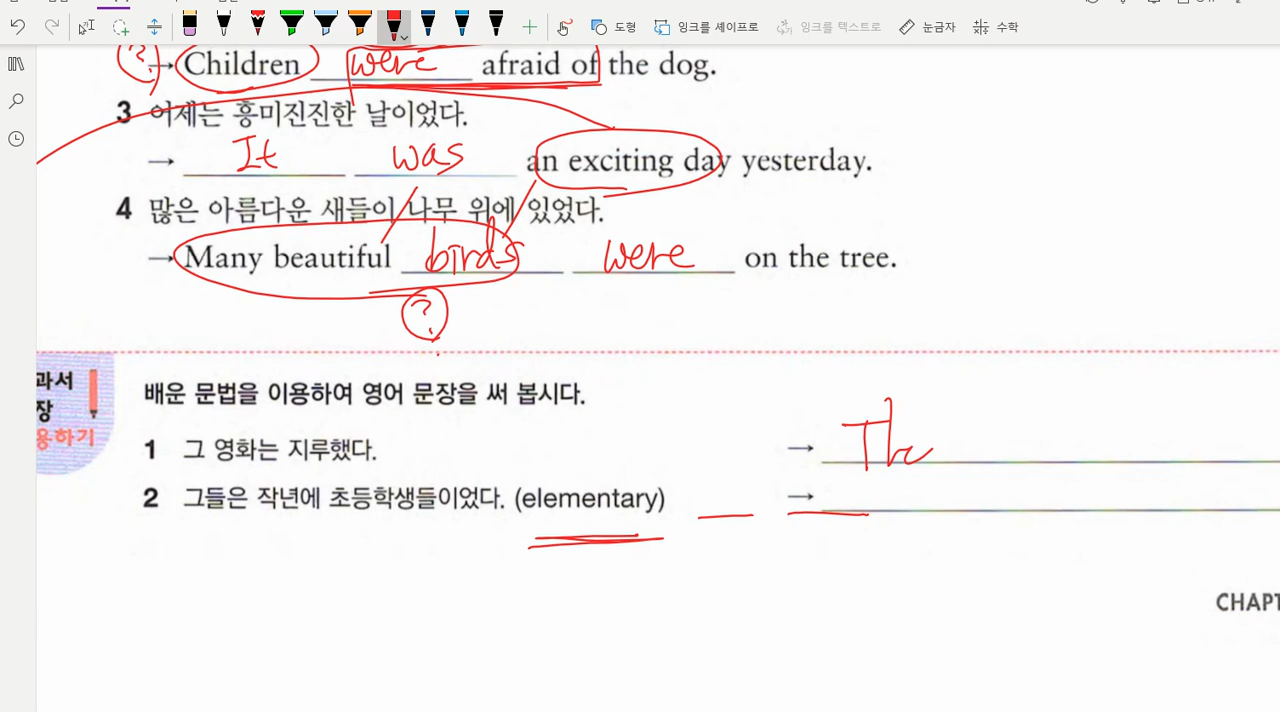 도형 잉크를 셰이프로 잉크를 텍스트로 눈금자 수학
(?) → Children were afraid of the dog.
3 어제는 흥미진진한 날이었다.
→ It was an exciting day yesterday.
4 많은 아름다운 새들이 나무 위에 있었다.
→ Many beautiful birds were on the tree.
?
과서
장
용하기
배운 문법을 이용하여 영어 문장을 써 봅시다.
1 그 영화는 지루했다. → The
2 그들은 작년에 초등학생들이었다. (elementary) →
CHAPT